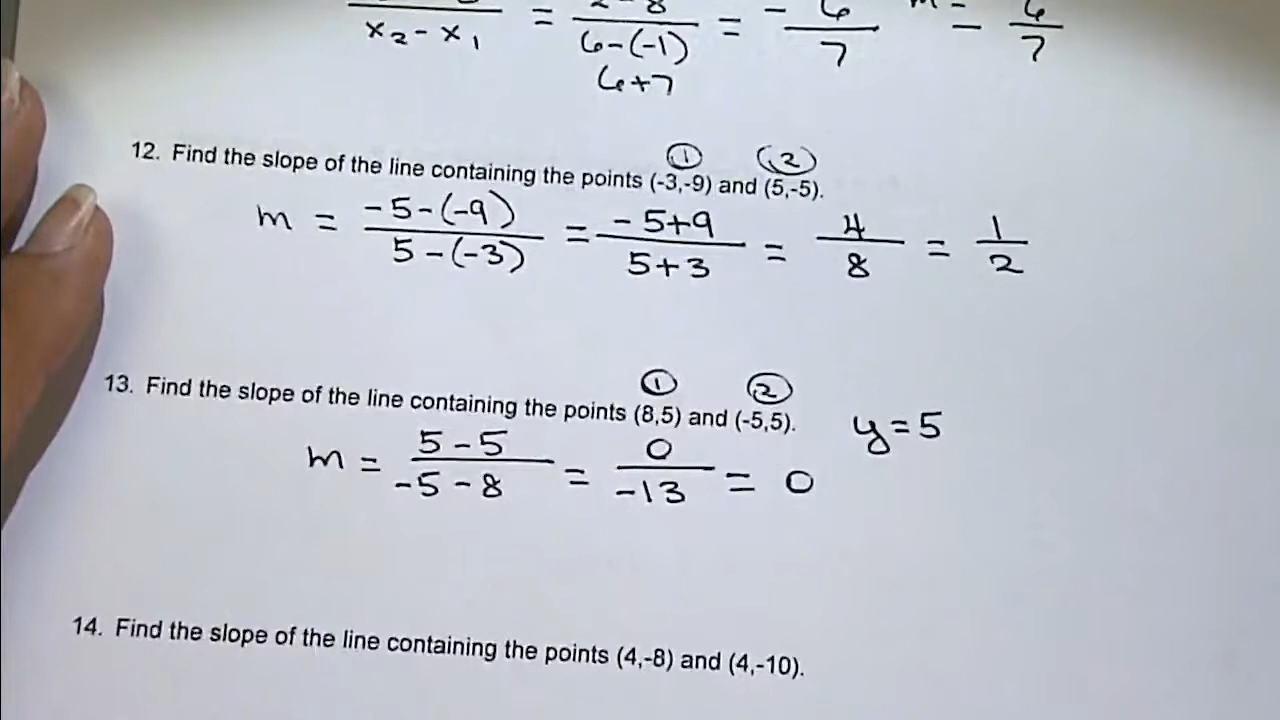 x₂ - x₁ = 6-(-1) = - 6/7 m = - 6/7
6+7
① ②
12. Find the slope of the line containing the points (-3,-9) and (5,-5).
m = -5-(-9)/5-(-3) = -5+9/5+3 = 4/8 = 1/2
① ②
13. Find the slope of the line containing the points (8,5) and (-5,5). y=5
m = 5-5/-5-8 = 0/-13 = 0
14. Find the slope of the line containing the points (4,-8) and (4,-10).